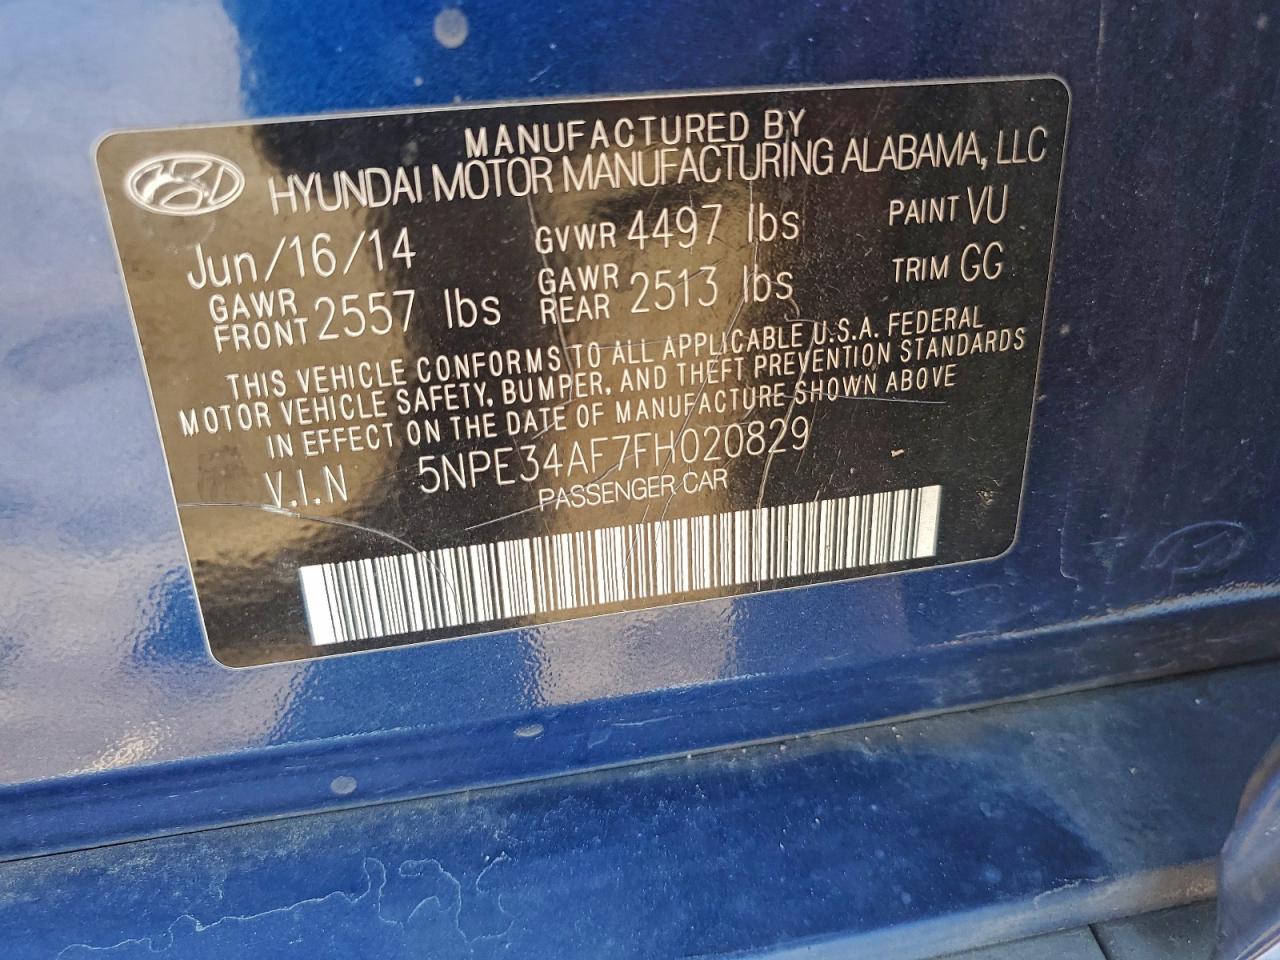 MANUFACTURED BY
HYUNDAI MOTOR MANUFACTURING ALABAMA, LLC
Jun/16/14 GVWR 4497 lbs PAINT VU
GAWR FRONT 2557 lbs GAWR REAR 2513 lbs TRIM GG
THIS VEHICLE CONFORMS TO ALL APPLICABLE U.S.A. FEDERAL
MOTOR VEHICLE SAFETY, BUMPER, AND THEFT PREVENTION STANDARDS
IN EFFECT ON THE DATE OF MANUFACTURE SHOWN ABOVE
V.I.N 5NPE34AF7FH020829
PASSENGER CAR